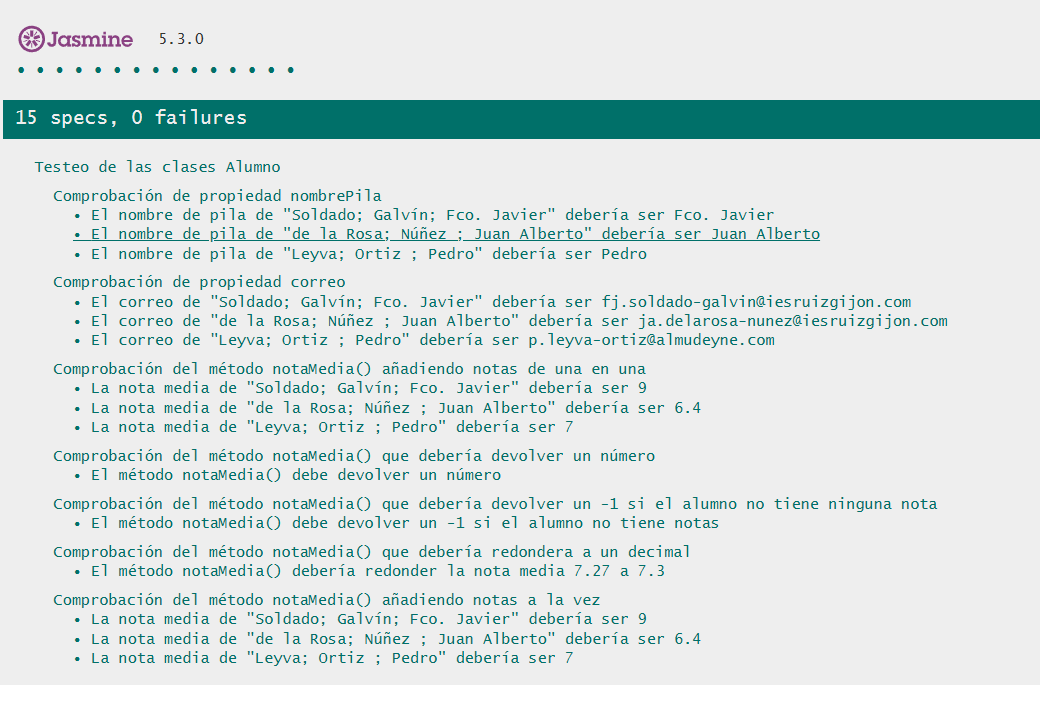 Jasmine 5.3.0
• • • • • • • • • • • • • • •
15 specs, 0 failures
Testeo de las clases Alumno
Comprobación de propiedad nombrePila
• El nombre de pila de "Soldado; Galvín; Fco. Javier" debería ser Fco. Javier
• El nombre de pila de "de la Rosa; Núñez ; Juan Alberto" debería ser Juan Alberto
• El nombre de pila de "Leyva; Ortiz ; Pedro" debería ser Pedro
Comprobación de propiedad correo
• El correo de "Soldado; Galvín; Fco. Javier" debería ser fj.soldado-galvin@iesruizgijon.com
• El correo de "de la Rosa; Núñez ; Juan Alberto" debería ser ja.delarosa-nunez@iesruizgijon.com
• El correo de "Leyva; Ortiz ; Pedro" debería ser p.leyva-ortiz@almudeyne.com
Comprobación del método notaMedia() añadiendo notas de una en una
• La nota media de "Soldado; Galvín; Fco. Javier" debería ser 9
• La nota media de "de la Rosa; Núñez ; Juan Alberto" debería ser 6.4
• La nota media de "Leyva; Ortiz ; Pedro" debería ser 7
Comprobación del método notaMedia() que debería devolver un número
• El método notaMedia() debe devolver un número
Comprobación del método notaMedia() que debería devolver un -1 si el alumno no tiene ninguna nota
• El método notaMedia() debe devolver un -1 si el alumno no tiene notas
Comprobación del método notaMedia() que debería redondera a un decimal
• El método notaMedia() debería redonder la nota media 7.27 a 7.3
Comprobación del método notaMedia() añadiendo notas a la vez
• La nota media de "Soldado; Galvín; Fco. Javier" debería ser 9
• La nota media de "de la Rosa; Núñez ; Juan Alberto" debería ser 6.4
• La nota media de "Leyva; Ortiz ; Pedro" debería ser 7